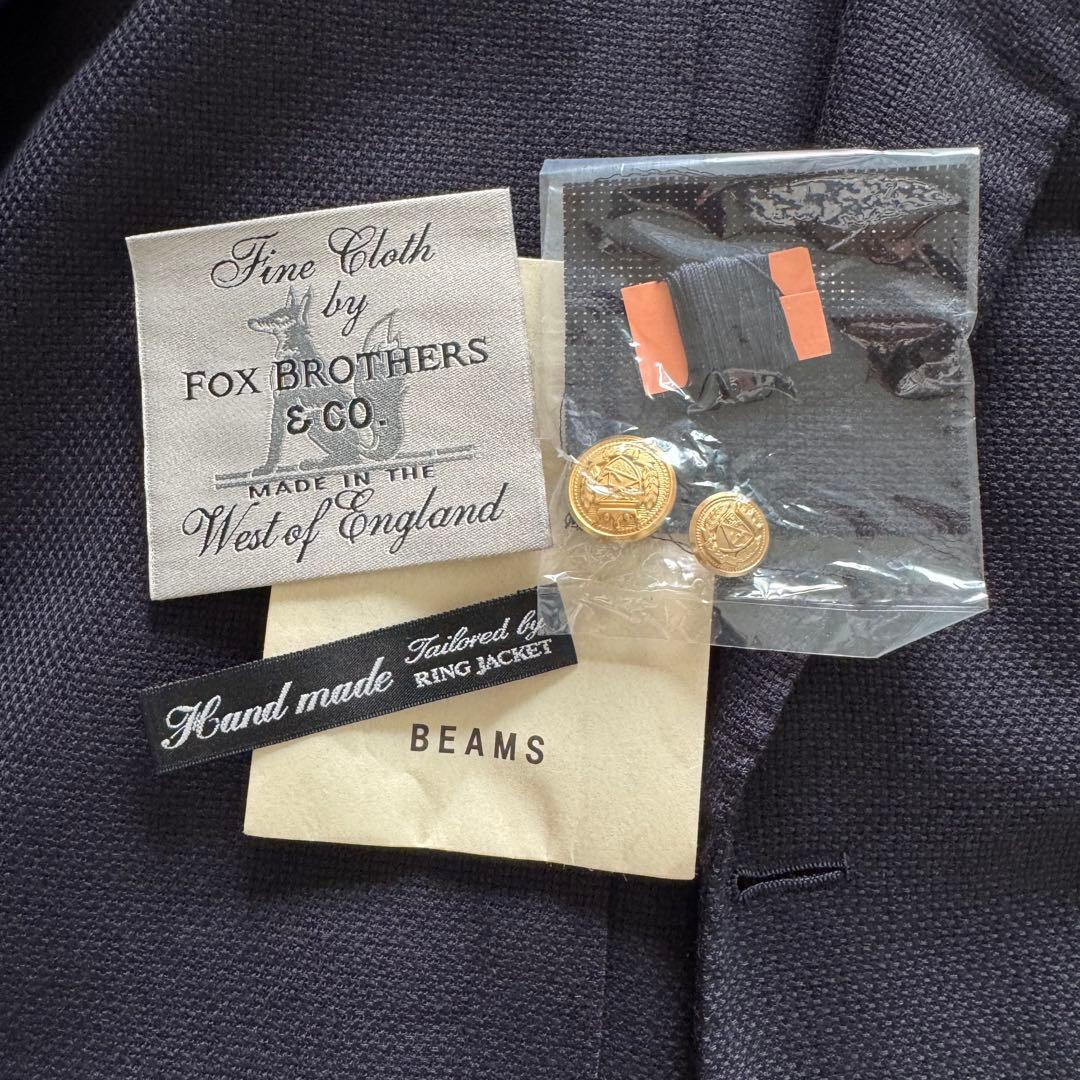 Fine Cloth
by
FOX BROTHERS
& CO.
MADE IN THE
West of England
Hand made
Tailored by
RING JACKET
BEAMS